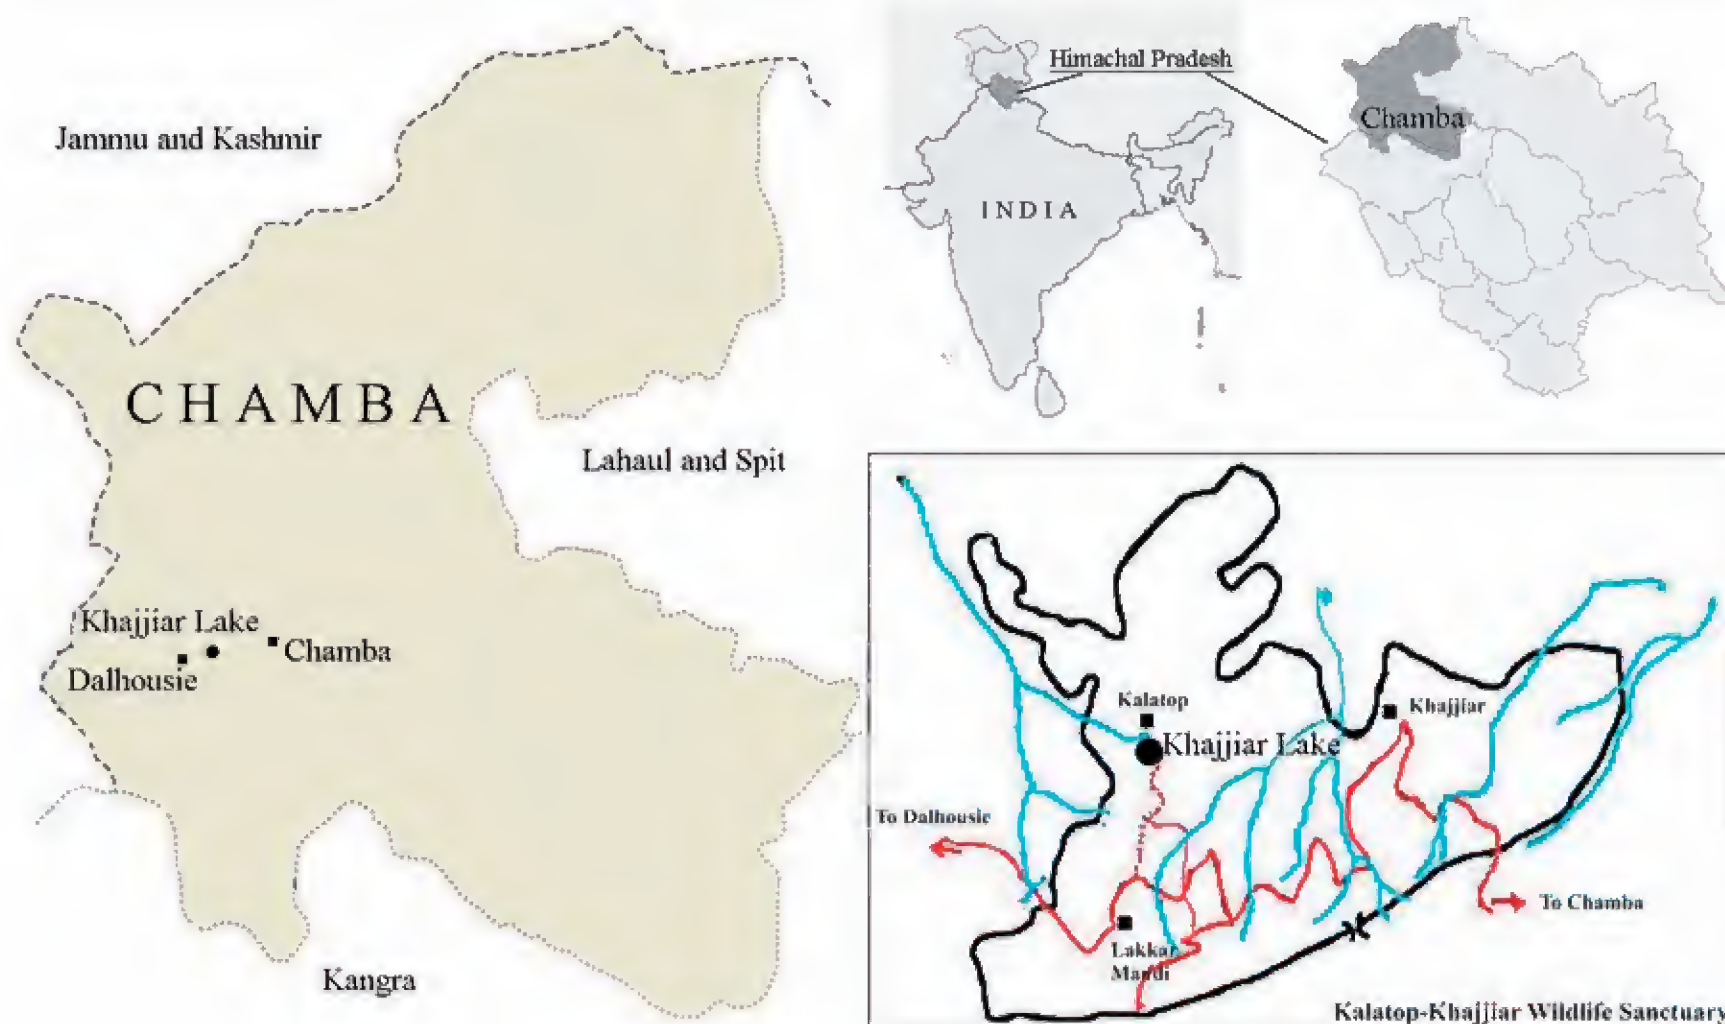 Jammu and Kashmir
CHAMBA
Lahaul and Spit
Khajjiar Lake
Chamba
Dalhousie
Kangra
Himachal Pradesh
INDIA
Chamba
Kalatop
Khajjiar
Khajjiar Lake
To Dalhousie
To Chamba
Lakkar
Mandi
Kalatop-Khajjiar Wildlife Sanctuary